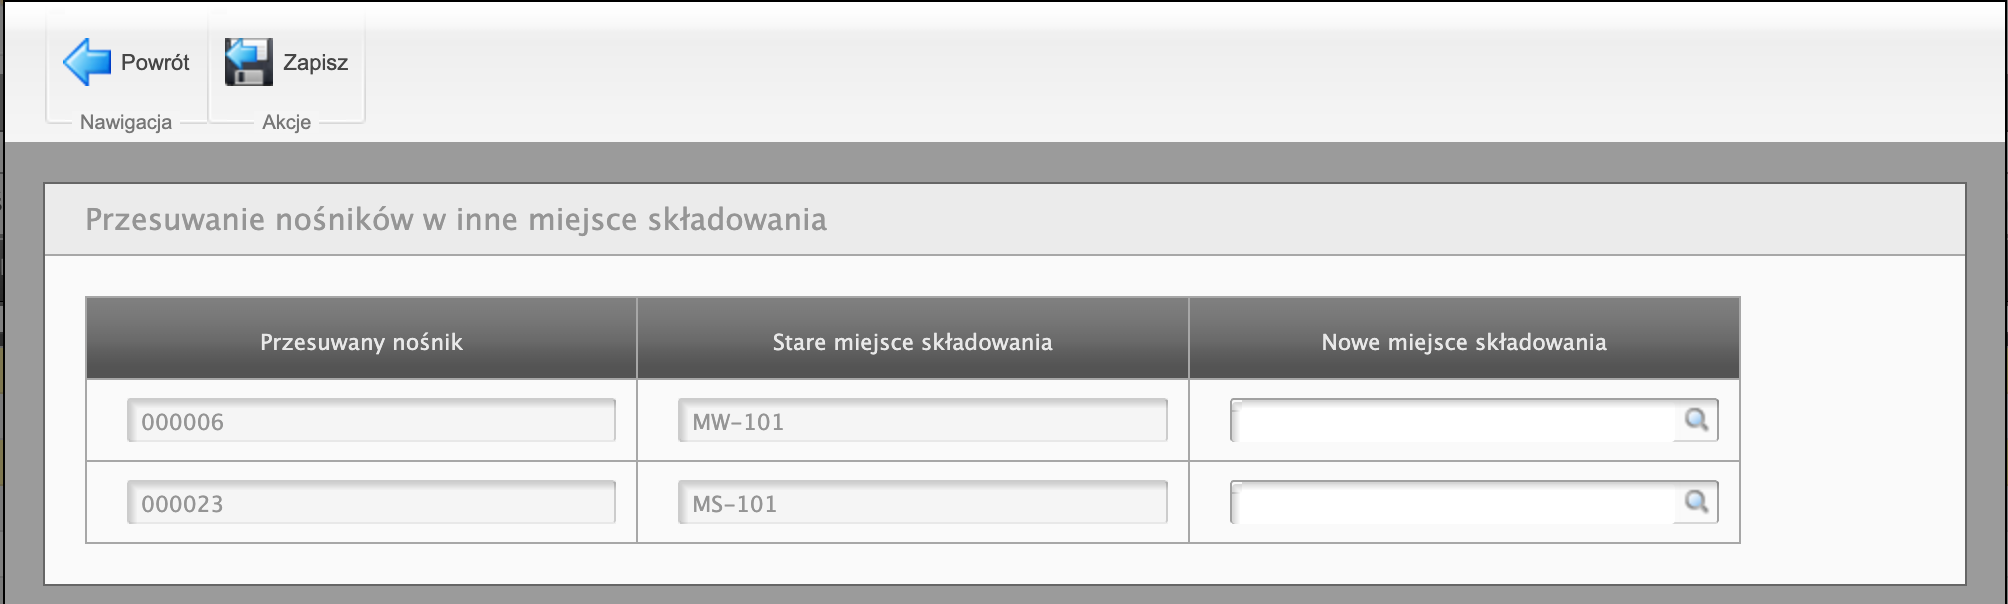 Powrót
Zapisz
Nawigacja
Akcje
Przesuwanie nośników w inne miejsce składowania
Przesuwany nośnik
Stare miejsce składowania
Nowe miejsce składowania
000006
MW-101
000023
MS-101